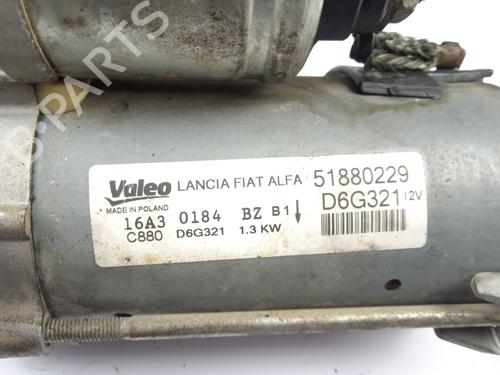 Valeo LANCIA FIAT ALFA 51880229
MADE IN POLAND D6G321 12V
16A3 0184 BZ B1
C880 D6G321 1.3 KW